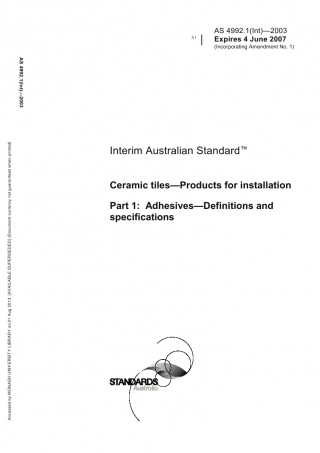 AS 4992.1(Int)—2003
A1
Expires 4 June 2007
(Incorporating Amendment No. 1)
AS 4992.1(Int)—2003
Interim Australian Standard™
Ceramic tiles—Products for installation
Part 1: Adhesives—Definitions and
specifications
STANDARDS
Australia
Accessed by MONASH UNIVERSITY LIBRARY on 21 Aug 2013 [AVAILABLE SUPERSEDED] (Document currency not guaranteed when printed)